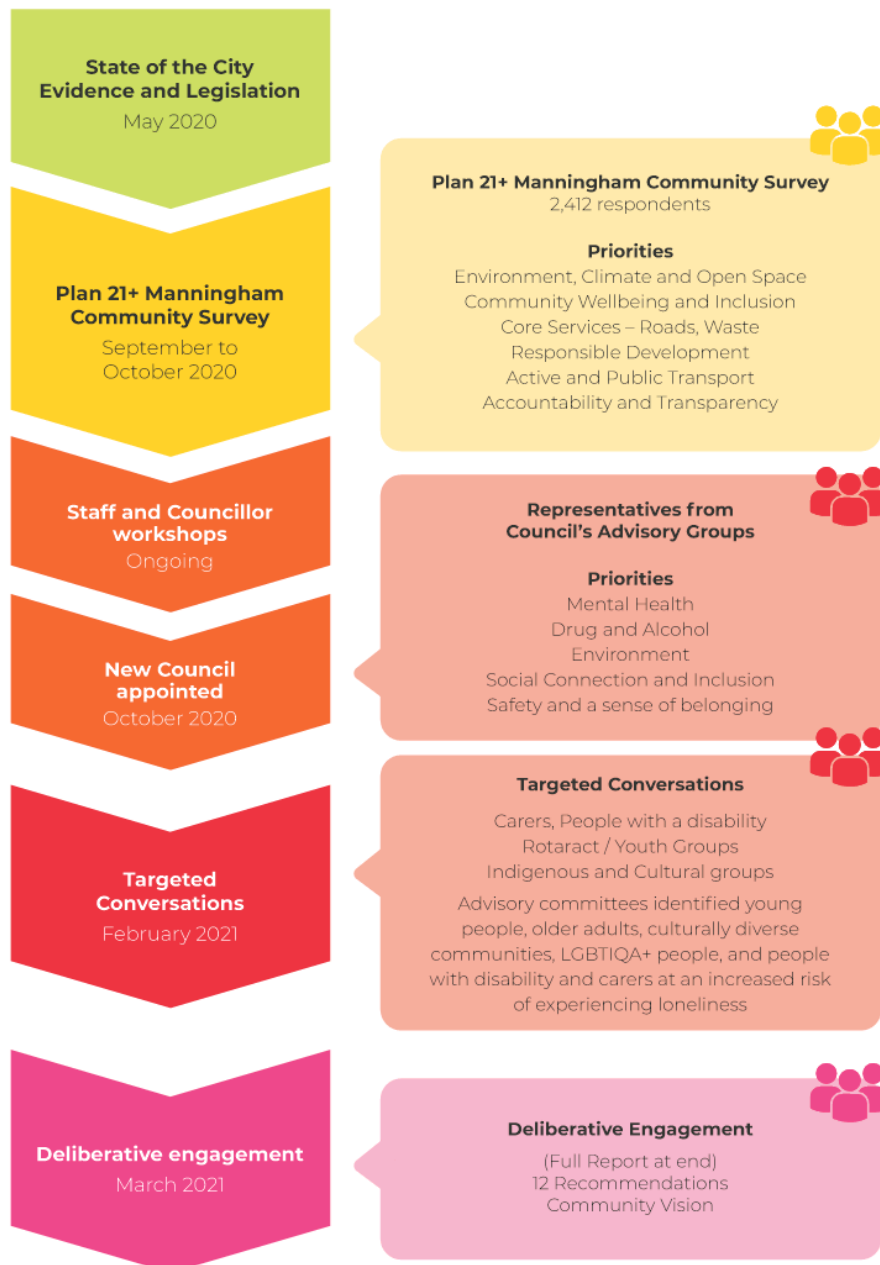 State of the City
Evidence and Legislation
May 2020
Plan 21+ Manningham
Community Survey
September to
October 2020
Plan 21+ Manningham Community Survey
2,412 respondents
Priorities
Environment, Climate and Open Space
Community Wellbeing and Inclusion
Core Services – Roads, Waste
Responsible Development
Active and Public Transport
Accountability and Transparency
Staff and Councillor
workshops
Ongoing
New Council
appointed
October 2020
Representatives from
Council's Advisory Groups
Priorities
Mental Health
Drug and Alcohol
Environment
Social Connection and Inclusion
Safety and a sense of belonging
Targeted
Conversations
February 2021
Targeted Conversations
Carers, People with a disability
Rotaract / Youth Groups
Indigenous and Cultural groups
Advisory committees identified young
people, older adults, culturally diverse
communities, LGBTIQA+ people, and people
with disability and carers at an increased risk
of experiencing loneliness
Deliberative engagement
March 2021
Deliberative Engagement
(Full Report at end)
12 Recommendations
Community Vision